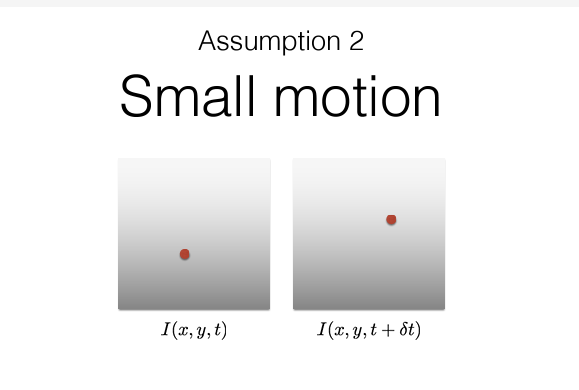 Assumption 2
Small motion
I(x, y, t)
I(x, y, t + δt)